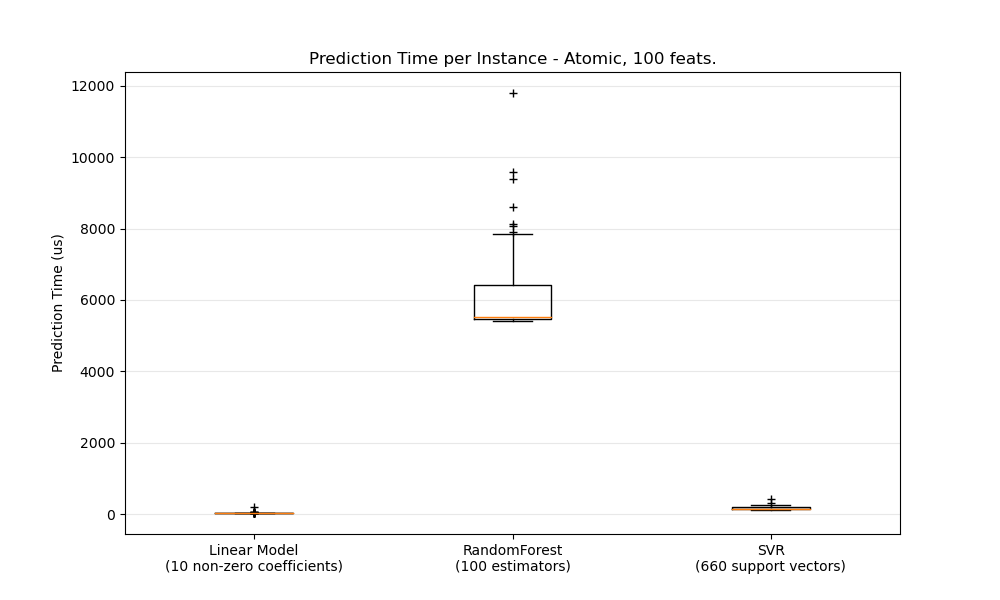 Prediction Time per Instance - Atomic, 100 feats.
Prediction Time (us)
12000
10000
8000
6000
4000
2000
0
Linear Model
(10 non-zero coefficients)
RandomForest
(100 estimators)
SVR
(660 support vectors)